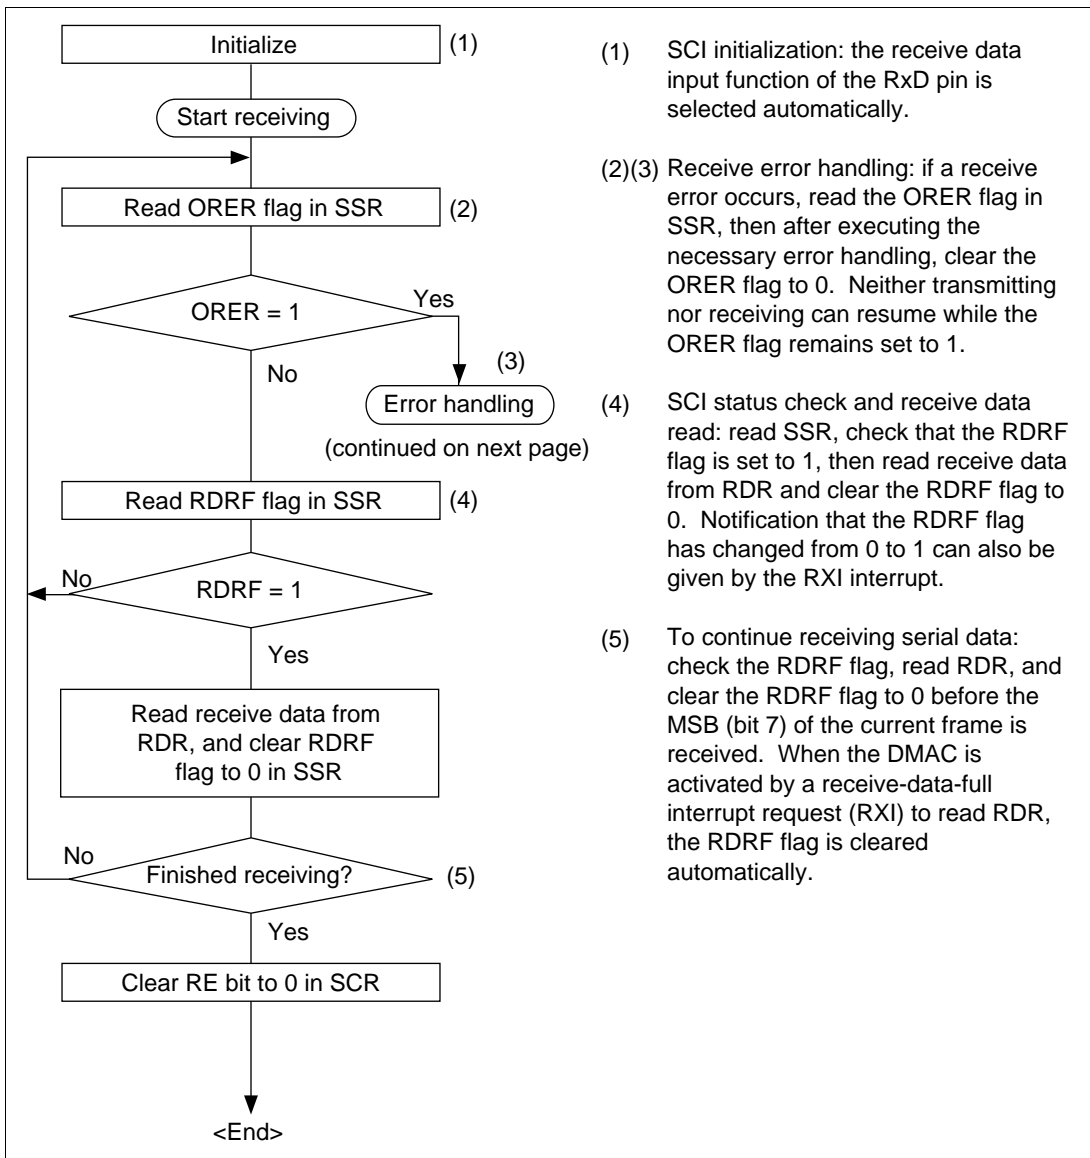 Initialize
(1)
Start receiving
Read ORER flag in SSR
(2)
ORER = 1
Yes
No
(3)
Error handling
(continued on next page)
Read RDRF flag in SSR
(4)
No
RDRF = 1
Yes
Read receive data from
RDR, and clear RDRF
flag to 0 in SSR
No
Finished receiving?
(5)
Yes
Clear RE bit to 0 in SCR
<End>
(1) SCI initialization: the receive data
input function of the RxD pin is
selected automatically.
(2)(3) Receive error handling: if a receive
error occurs, read the ORER flag in
SSR, then after executing the
necessary error handling, clear the
ORER flag to 0. Neither transmitting
nor receiving can resume while the
ORER flag remains set to 1.
(4) SCI status check and receive data
read: read SSR, check that the RDRF
flag is set to 1, then read receive data
from RDR and clear the RDRF flag to
0. Notification that the RDRF flag
has changed from 0 to 1 can also be
given by the RXI interrupt.
(5) To continue receiving serial data:
check the RDRF flag, read RDR, and
clear the RDRF flag to 0 before the
MSB (bit 7) of the current frame is
received. When the DMAC is
activated by a receive-data-full
interrupt request (RXI) to read RDR,
the RDRF flag is cleared
automatically.